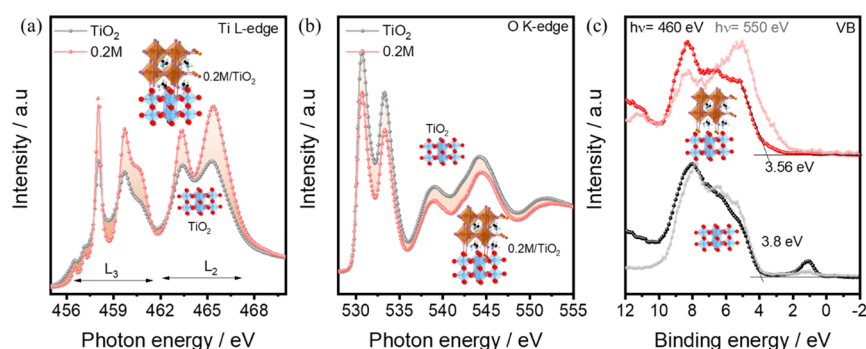 (a)
Ti L-edge
TiO₂
0.2M
0.2M/TiO₂
TiO₂
L₃
L₂
456 459 462 465 468
Photon energy / eV
Intensity / a.u
(b)
O K-edge
TiO₂
0.2M
TiO₂
0.2M/TiO₂
530 535 540 545 550 555
Photon energy / eV
Intensity / a.u
(c)
hν= 460 eV hν= 550 eV VB
3.56 eV
3.8 eV
12 10 8 6 4 2 0 -2
Binding energy / eV
Intensity / a.u